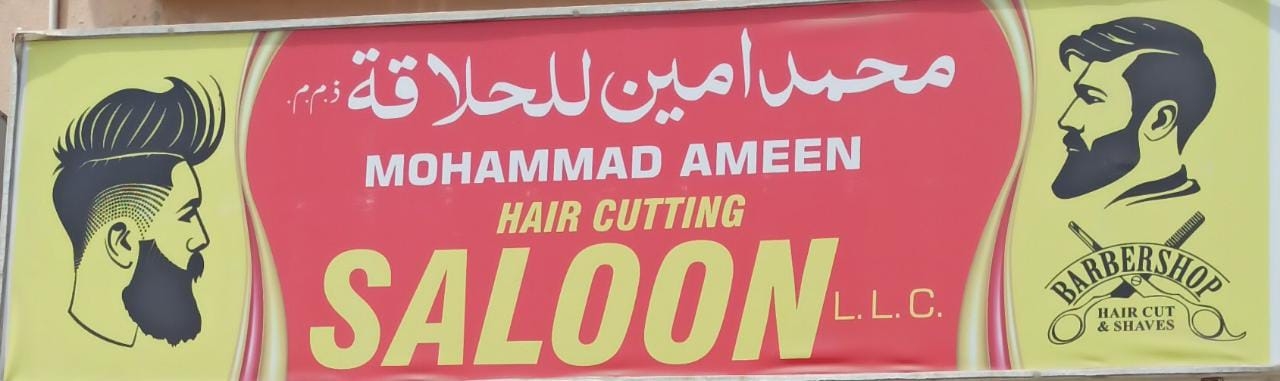 محمد امين للحلاقة ذ.م.م.
MOHAMMAD AMEEN
HAIR CUTTING
SALOON L.L.C.
BARBERSHOP
HAIR CUT
& SHAVES